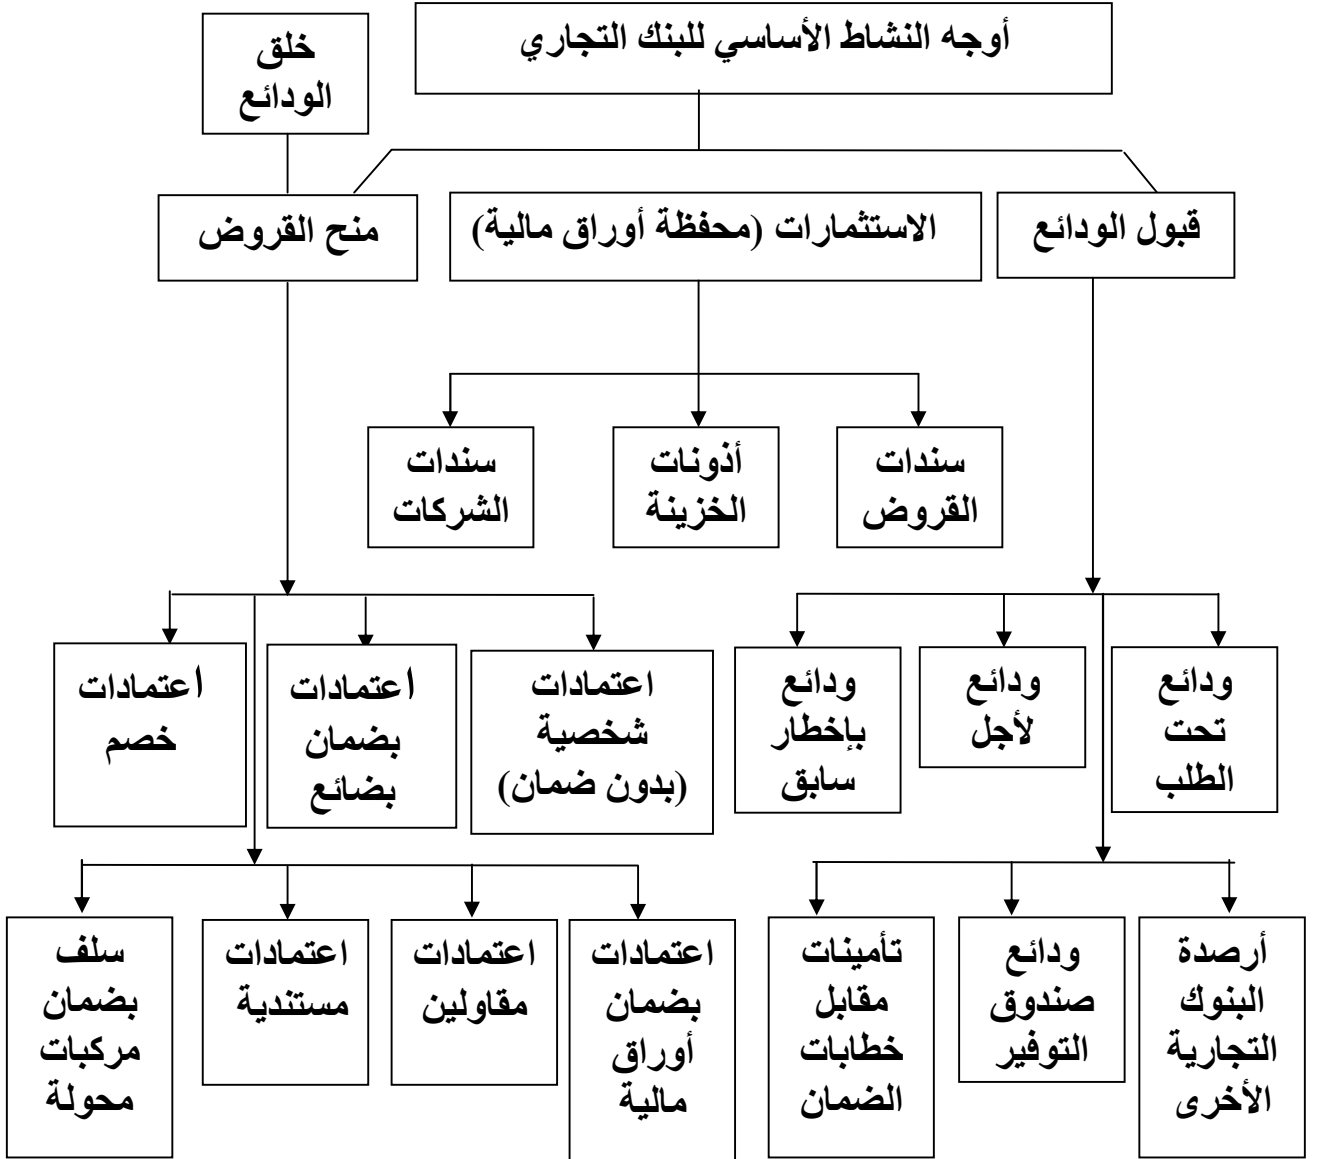 أوجه النشاط الأساسي للبنك التجاري
خلق
الودائع
قبول الودائع
الاستثمارات (محفظة أوراق مالية)
منح القروض
سندات
القروض
أذونات
الخزينة
سندات
الشركات
ودائع
تحت
الطلب
ودائع
لأجل
ودائع
بإخطار
سابق
اعتمادات
شخصية
(بدون ضمان)
اعتمادات
بضمان
بضائع
اعتمادات
خصم
أرصدة
البنوك
التجارية
الأخرى
ودائع
صندوق
التوفير
تأمينات
مقابل
خطابات
الضمان
اعتمادات
بضمان
أوراق
مالية
اعتمادات
مقاولين
اعتمادات
مستندية
سلف
بضمان
مركبات
محولة